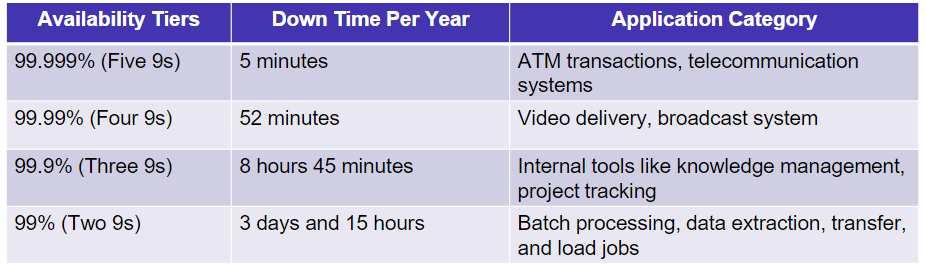 Availability Tiers Down Time Per Year Application Category
99.999% (Five 9s) 5 minutes ATM transactions, telecommunication
systems
99.99% (Four 9s) 52 minutes Video delivery, broadcast system
99.9% (Three 9s) 8 hours 45 minutes Internal tools like knowledge management,
project tracking
99% (Two 9s) 3 days and 15 hours Batch processing, data extraction, transfer,
and load jobs